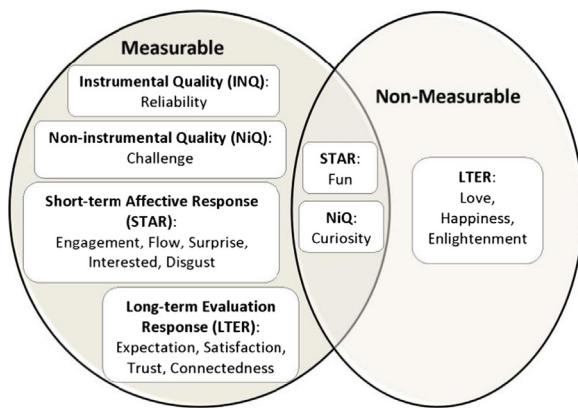 Measurable
Instrumental Quality (INQ):
Reliability
Non-instrumental Quality (NiQ):
Challenge
Short-term Affective Response
(STAR):
Engagement, Flow, Surprise,
Interested, Disgust
Long-term Evaluation
Response (LTER):
Expectation, Satisfaction,
Trust, Connectedness
STAR:
Fun
NiQ:
Curiosity
Non-Measurable
LTER:
Love,
Happiness,
Enlightenment